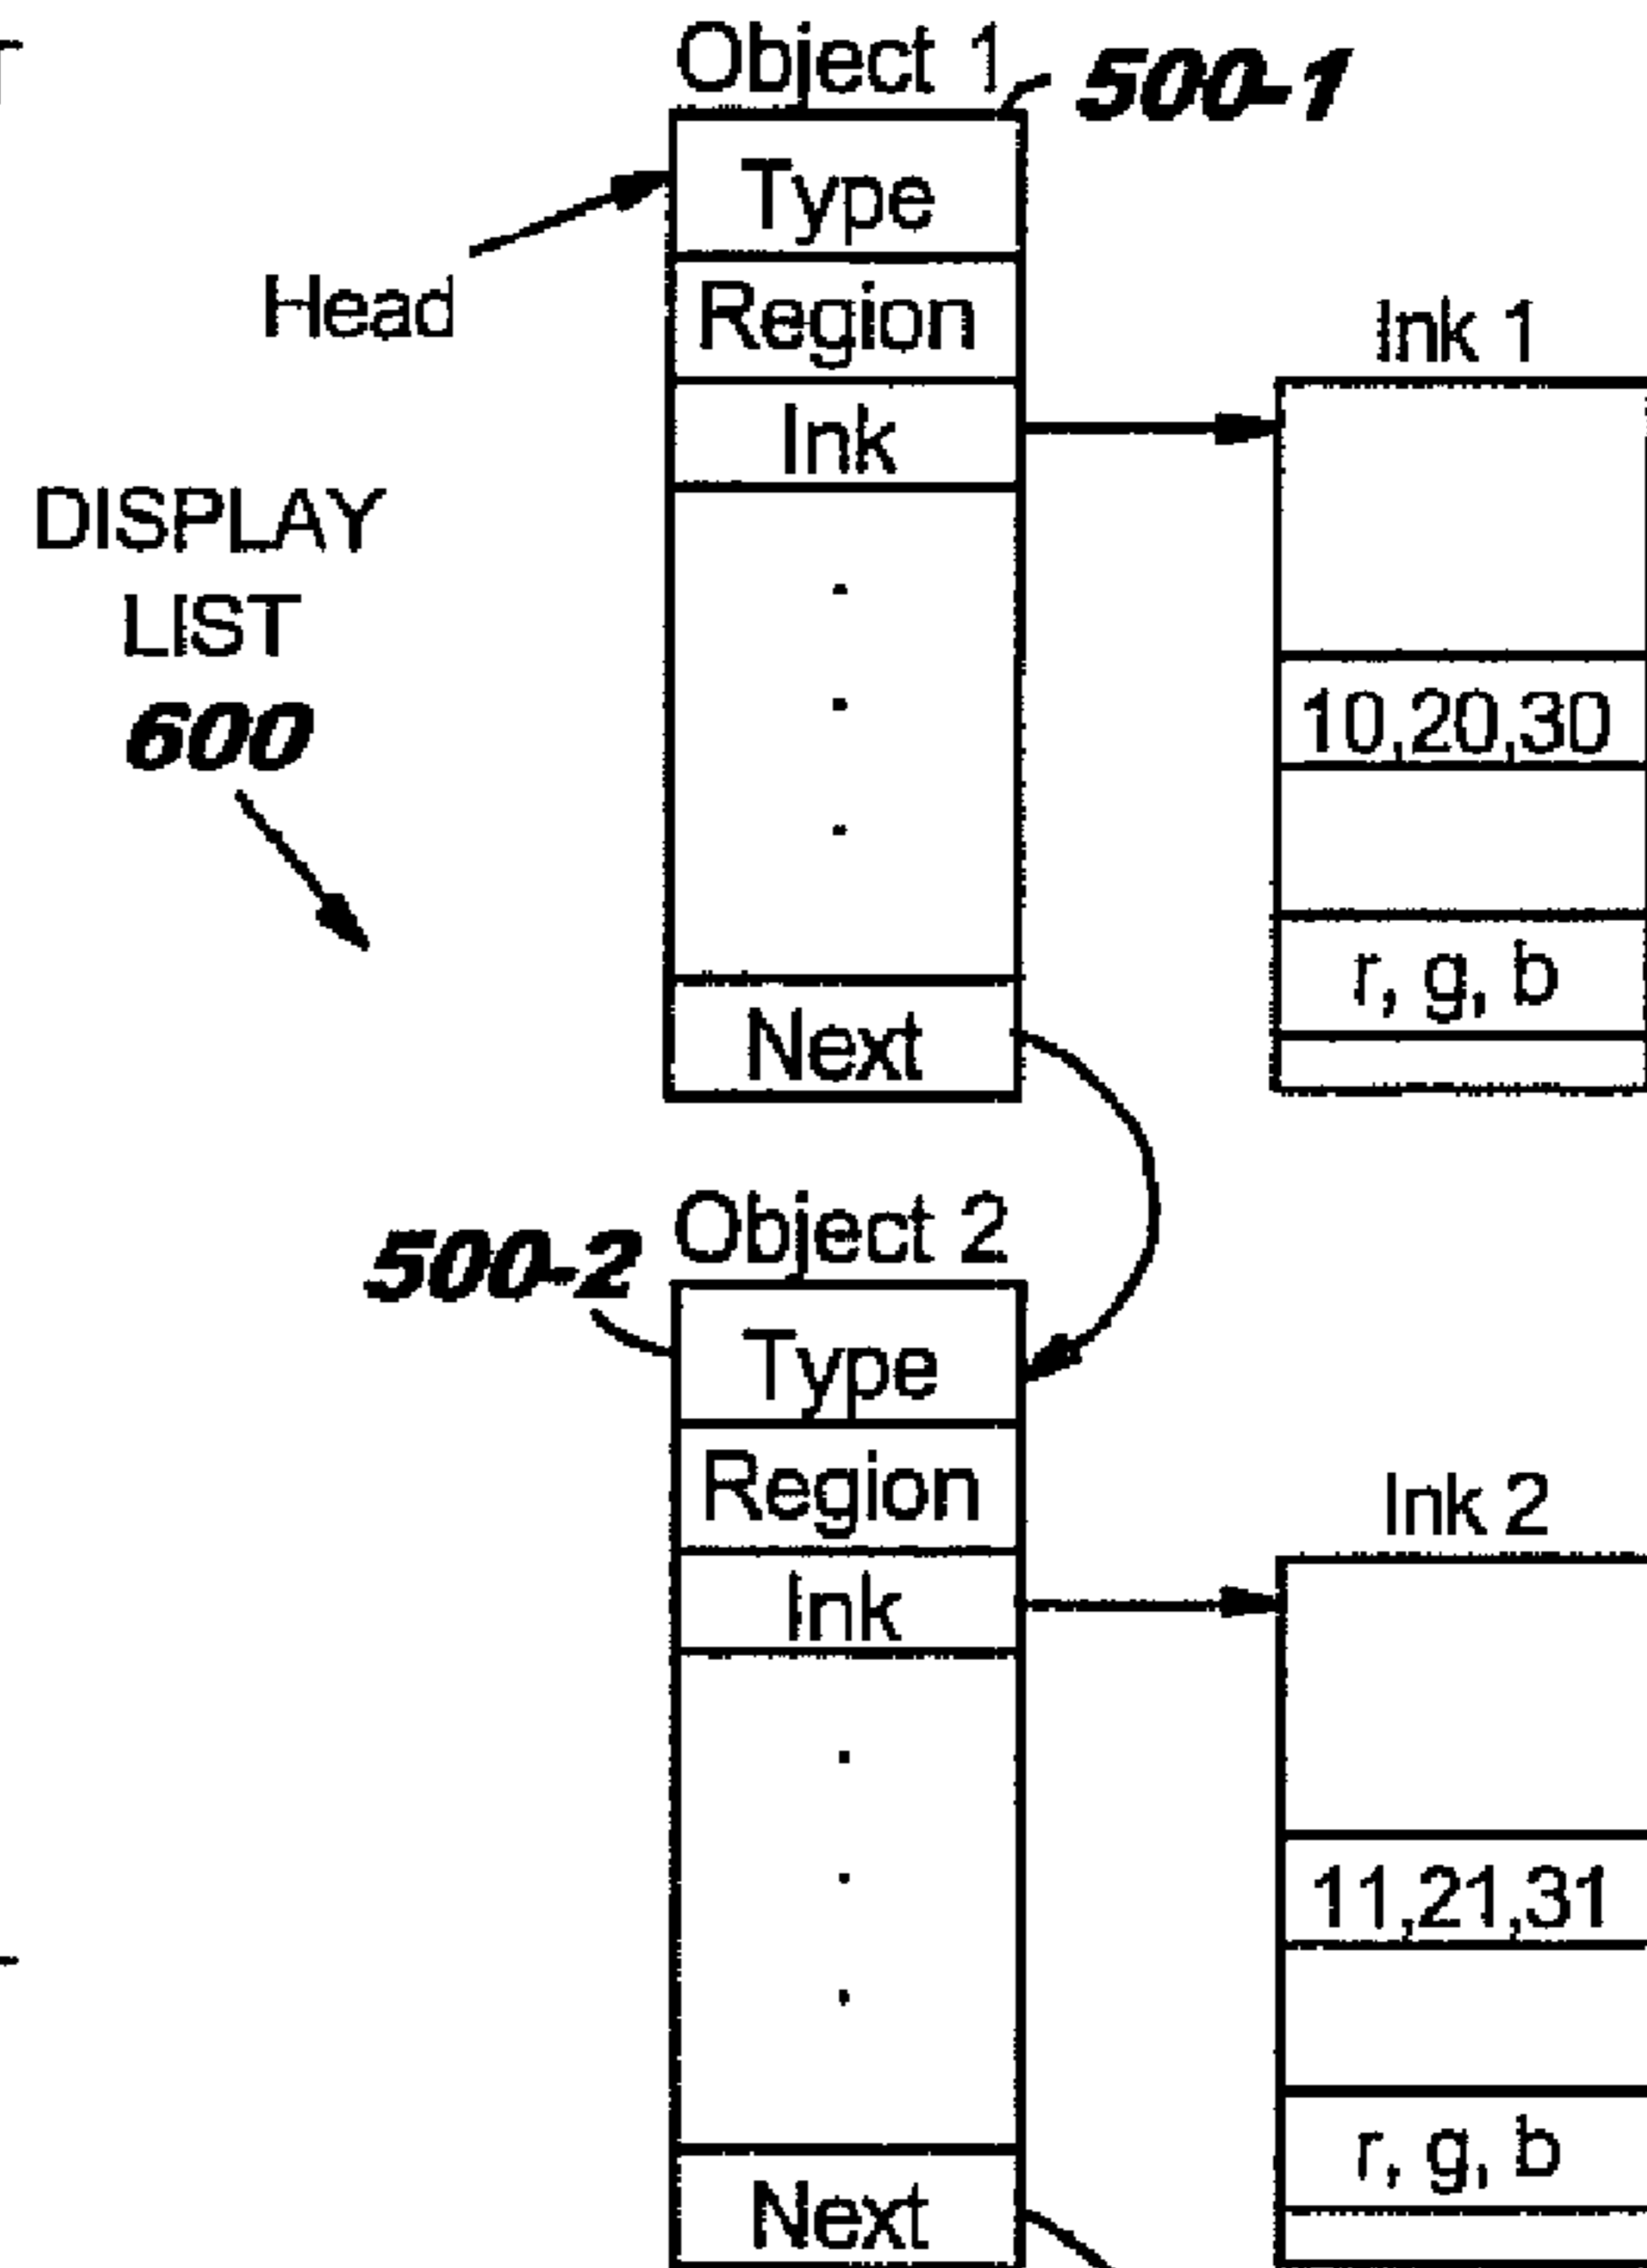 Object 1 500-1
Type
Head
Region
Ink 1
Ink
DISPLAY
LIST
600
10,20,30
r, g, b
Next
Object 2
500-2
Type
Region
Ink 2
Ink
11,21,31
r, g, b
Next